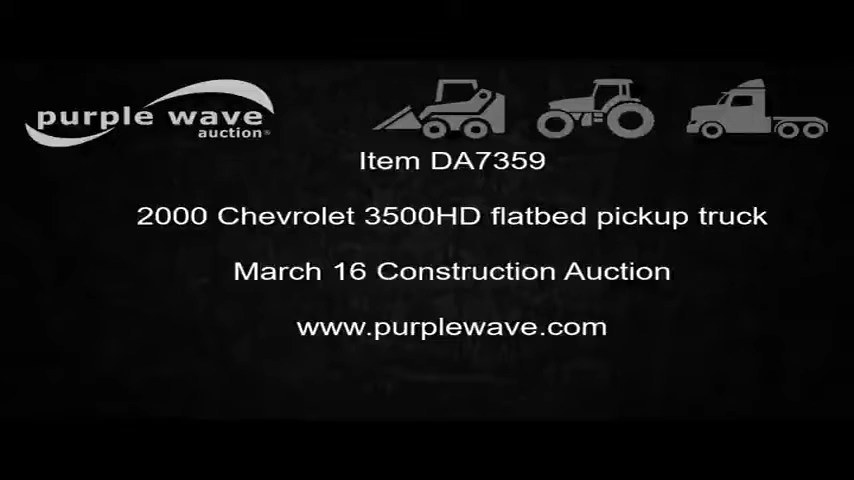 purple wave
auction®
Item DA7359
2000 Chevrolet 3500HD flatbed pickup truck
March 16 Construction Auction
www.purplewave.com